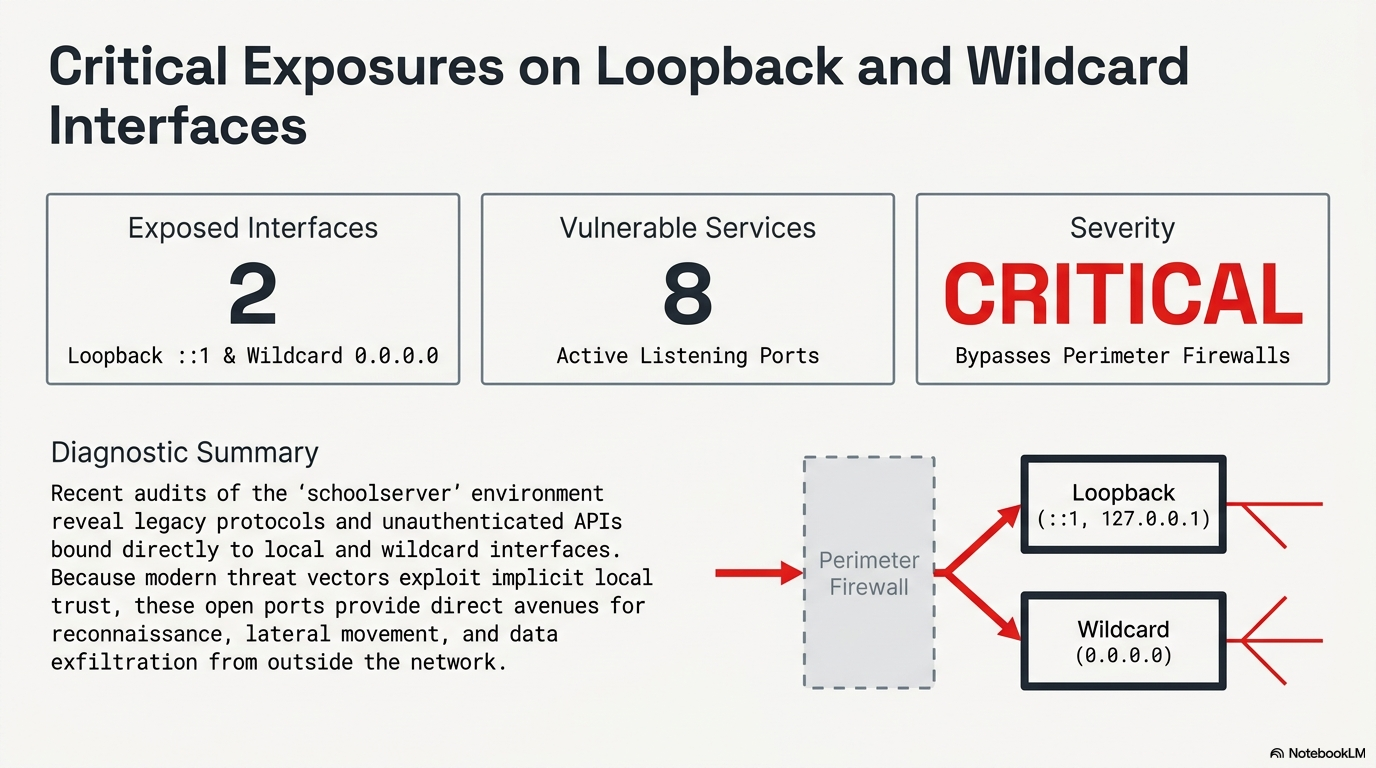 Critical Exposures on Loopback and Wildcard
Interfaces
Exposed Interfaces
2
Loopback ::1 & Wildcard 0.0.0.0
Vulnerable Services
8
Active Listening Ports
Severity
CRITICAL
Bypasses Perimeter Firewalls
Diagnostic Summary
Recent audits of the ‘schoolserver’ environment
reveal legacy protocols and unauthenticated APIs
bound directly to local and wildcard interfaces.
Because modern threat vectors exploit implicit local
trust, these open ports provide direct avenues for
reconnaissance, lateral movement, and data
exfiltration from outside the network.
Perimeter
Firewall
Loopback
(::1, 127.0.0.1)
Wildcard
(0.0.0.0)
NotebookLM